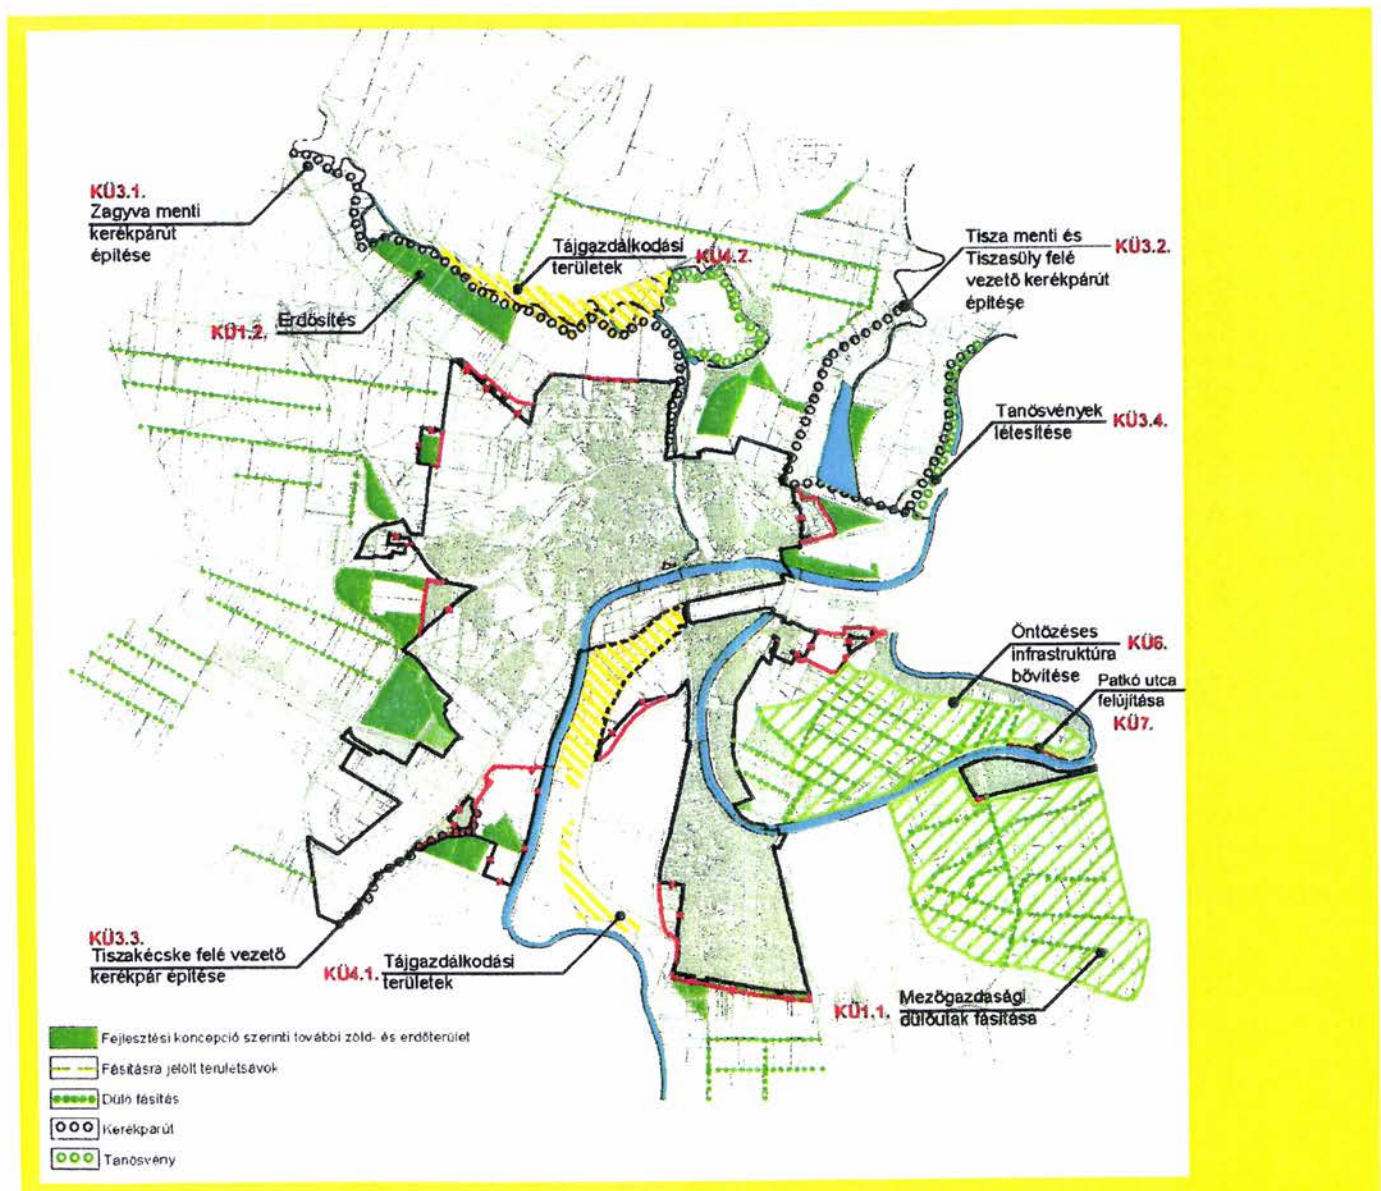 KÜ3.1.
Zagyva menti
kerékpárút
építése
Tájgazdálkodási
területek
KÜ4.2.
KÜ1.2.
Erdősítés
Tisza menti és
Tiszasüly felé
vezető kerékpárút
építése
KÜ3.2.
Tanösvények
létesítése
KÜ3.4.
Öntözéses
infrastruktúra
bővítése
KÜ6.
Patkó utca
felújítása
KÜ7.
KÜ3.3.
Tiszakécske felé vezető
kerékpár építése
KÜ4.1.
Tájgazdálkodási
területek
KÜ1.1.
Mezőgazdasági
dűlőutak fásítása
Fejlesztési koncepció szerinti további zöld- és erdőterület
Fásításra jelölt területsávok
Dűlő fásítás
Kerékpárút
Tanösvény